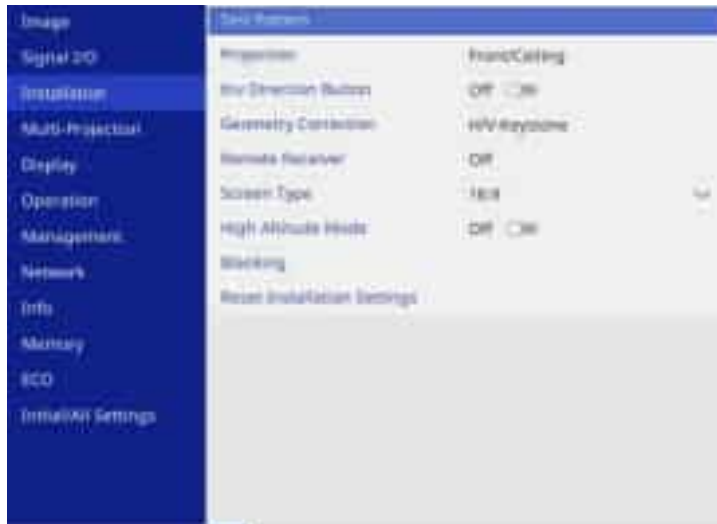 Image
Signal I/O
Installation
Multi-Projection
Display
Operation
Management
Network
Info
Memory
ECO
Initial/All Settings
Test Pattern
Projection Front/Ceiling
Inv Direction Button Off
Geometry Correction H/V-Keystone
Remote Receiver Off
Screen Type 16:9
High Altitude Mode Off
Blanking
Reset Installation Settings